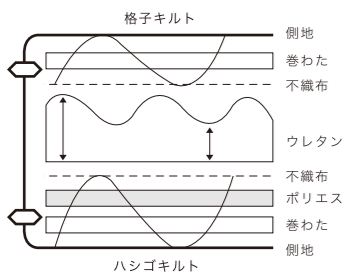 格子キルト
側地
巻わた
不織布
ウレタン
不織布
ポリエス
巻わた
側地
ハシゴキルト